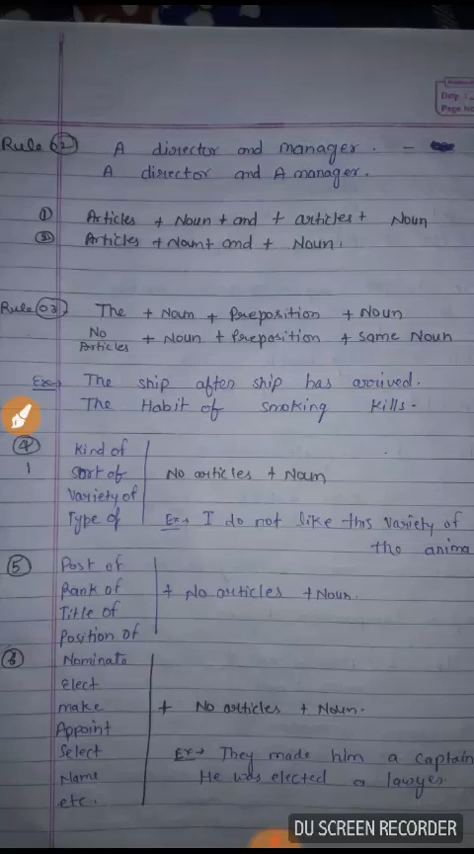 Date :
Page No
Rule 02 A director and manager. -
A director and A manager.
① Articles + Noun + and + articles + Noun
② Articles + Noun + and + Noun.
Rule 03 The + Noun + Preposition + Noun
No Articles + Noun + Preposition + same Noun
Ex→ The ship after ship has arrived.
The Habit of smoking kills.
④ Kind of
1 Sort of No articles + Noun
Variety of
Type of Ex→ I do not like this variety of
the anima
⑤ Post of
Rank of + No articles + Noun.
Title of
Position of
⑥ Nominate
elect
make + No articles + Noun.
Appoint
Select Ex→ They made him a captain
Name He was elected a lawyer
etc.
DU SCREEN RECORDER